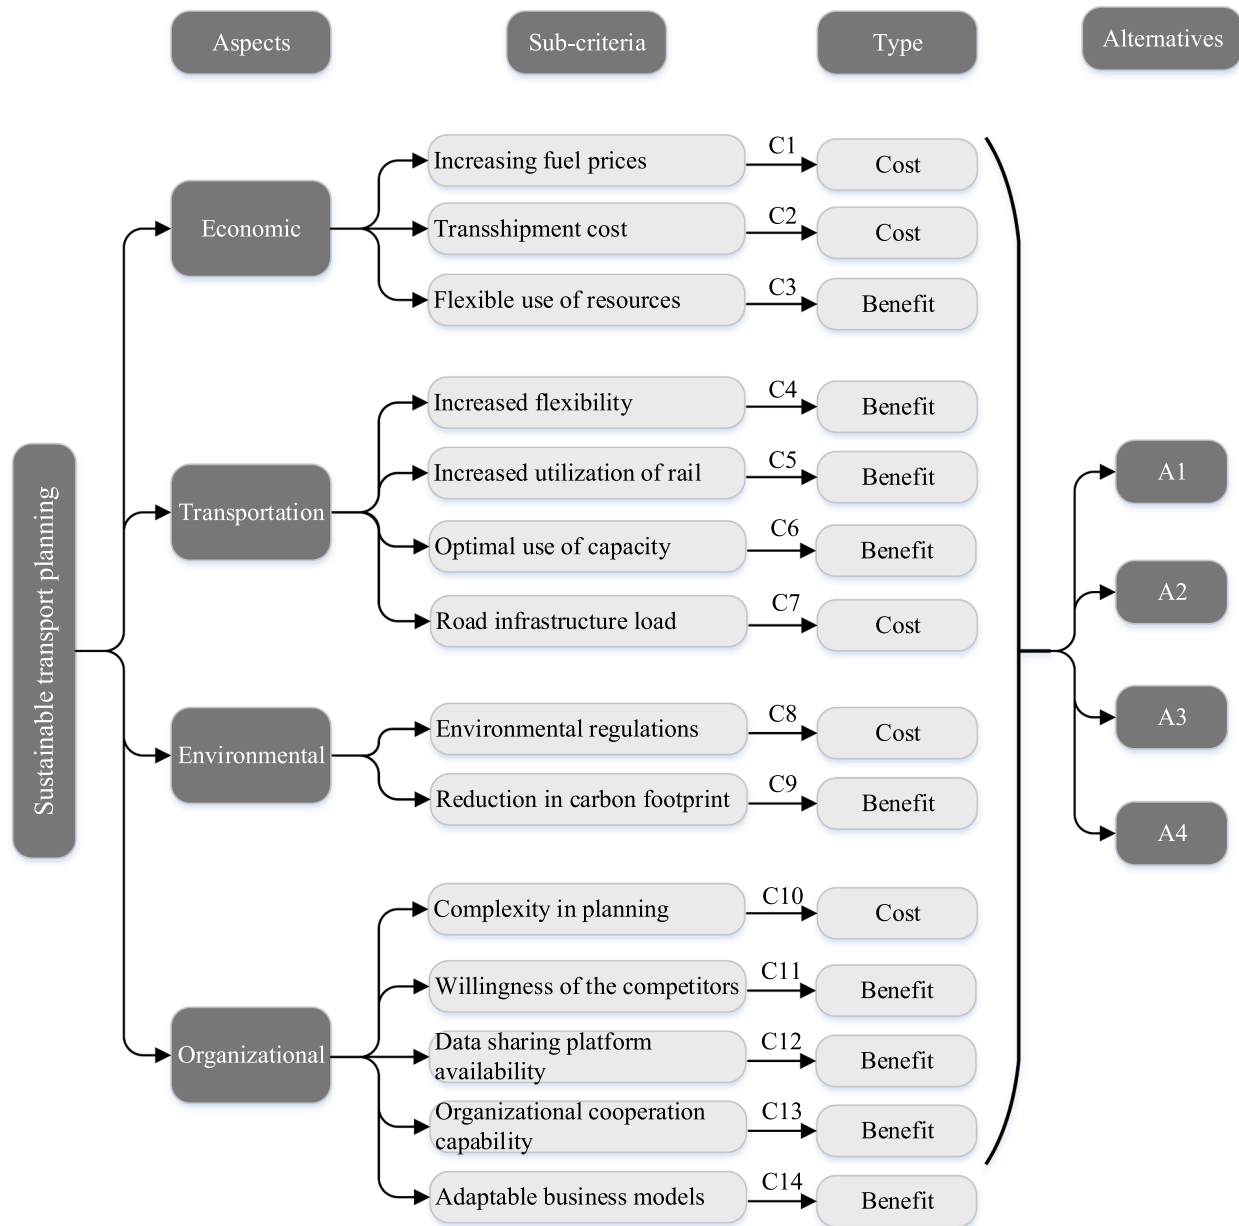 Aspects
Sub-criteria
Type
Alternatives
Sustainable transport planning
Economic
Increasing fuel prices
C1
Cost
Transshipment cost
C2
Cost
Flexible use of resources
C3
Benefit
Transportation
Increased flexibility
C4
Benefit
Increased utilization of rail
C5
Benefit
Optimal use of capacity
C6
Benefit
Road infrastructure load
C7
Cost
Environmental
Environmental regulations
C8
Cost
Reduction in carbon footprint
C9
Benefit
Organizational
Complexity in planning
C10
Cost
Willingness of the competitors
C11
Benefit
Data sharing platform
availability
C12
Benefit
Organizational cooperation
capability
C13
Benefit
Adaptable business models
C14
Benefit
A1
A2
A3
A4